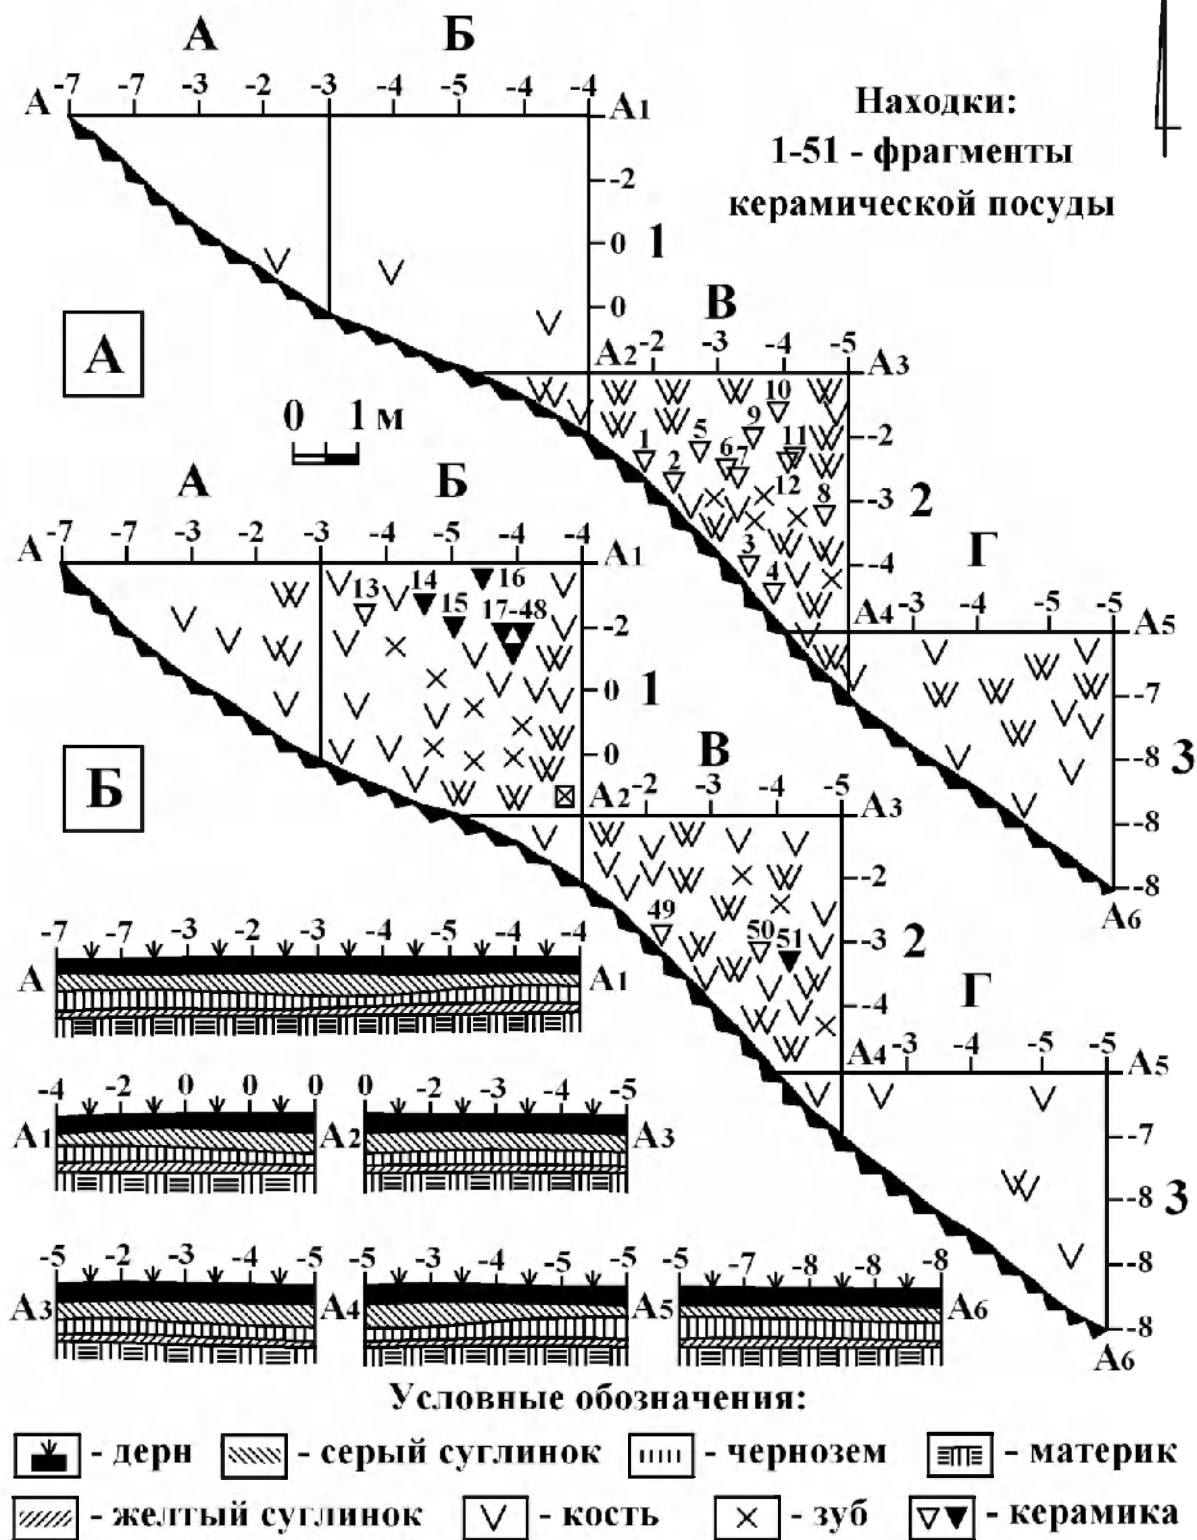 А Б
-7 -7 -3 -2 -3 -4 -5 -4 -4
А А1
Находки:
1-51 - фрагменты
керамической посуды
-2
0 1
0
В
А2 -2 -3 -4 -5 А3
А
0 1 м
10
9
5 11
1 6 7
2 12 8
3
4
-2
-3 2
-4
Г
А4 -3 -4 -5 -5 А5
-7
-8 3
-8
-8
А6
А Б
-7 -7 -3 -2 -3 -4 -5 -4 -4
А А1
13 14 16
15 17-48
-2
0 1
0
Б
В
А2 -2 -3 -4 -5 А3
-2
49 50 51
-3 2
-4
Г
А4 -3 -4 -5 -5 А5
-7
-8 3
-8
-8
А6
-7 -7 -3 -2 -3 -4 -5 -4 -4
А А1
-4 -2 0 0 0
А1 А2
0 -2 -3 -4 -5
А3
-5 -2 -3 -4 -5
А3 А4
-5 -3 -4 -5 -5
А5
-5 -7 -8 -8 -8
А6
Условные обозначения:
- дерн - серый суглинок - чернозем - материк
- желтый суглинок - кость - зуб - керамика